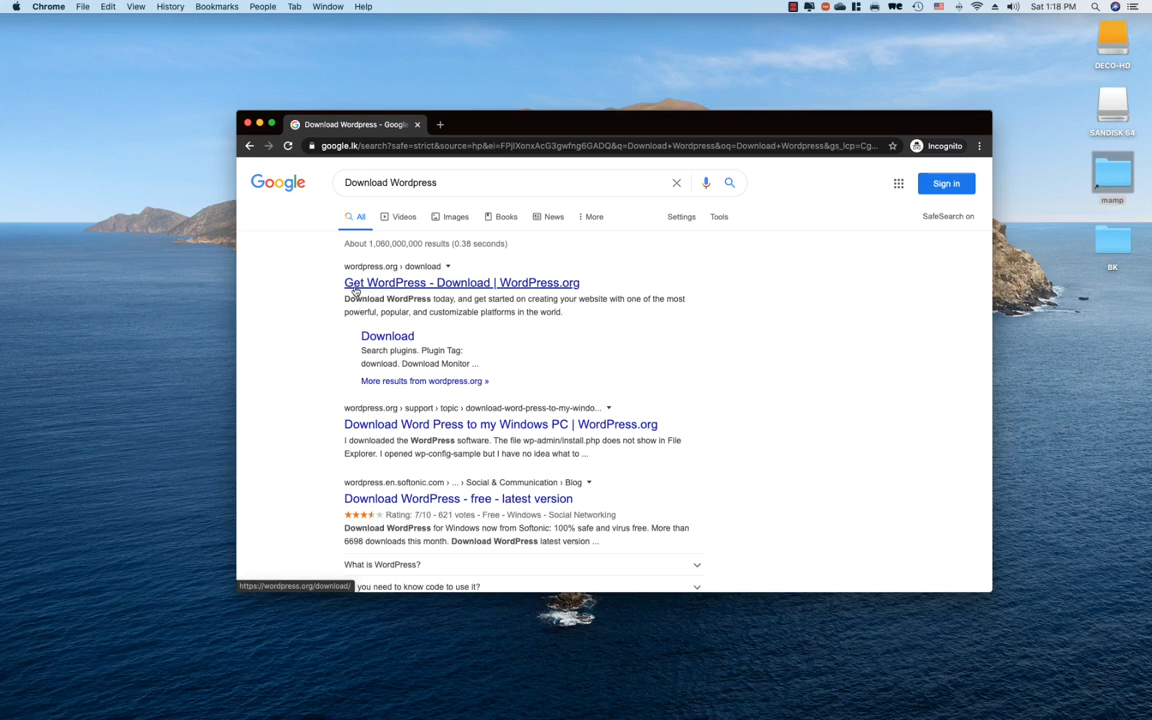 Chrome File Edit View History Bookmarks People Tab Window Help Sat 1:18 PM
DECO-HD
SANDISK 64
mamp
BK
Download Wordpress - Google
google.lk/search?safe=strict&source=hp&ei=FPjiXonxAcG3gwfng6GADQ&q=Download+Wordpress&oq=Download+Wordpress&gs_lcp=Cg... Incognito
Google Download Wordpress Sign in
All Videos Images Books News More Settings Tools SafeSearch on
About 1,060,000,000 results (0.38 seconds)
wordpress.org › download
Get WordPress - Download | WordPress.org
Download WordPress today, and get started on creating your website with one of the most
powerful, popular, and customizable platforms in the world.
Download
Search plugins. Plugin Tag:
download. Download Monitor ...
More results from wordpress.org »
wordpress.org › support › topic › download-word-press-to-my-windo...
Download Word Press to my Windows PC | WordPress.org
I downloaded the WordPress software. The file wp-admin/install.php does not show in File
Explorer. I opened wp-config-sample but I have no idea what to ...
wordpress.en.softonic.com › ... › Social & Communication › Blog
Download WordPress - free - latest version
Rating: 7/10 - 621 votes - Free - Windows - Social Networking
Download WordPress for Windows now from Softonic: 100% safe and virus free. More than
6698 downloads this month. Download WordPress latest version ...
What is WordPress?
you need to know code to use it?
https://wordpress.org/download/